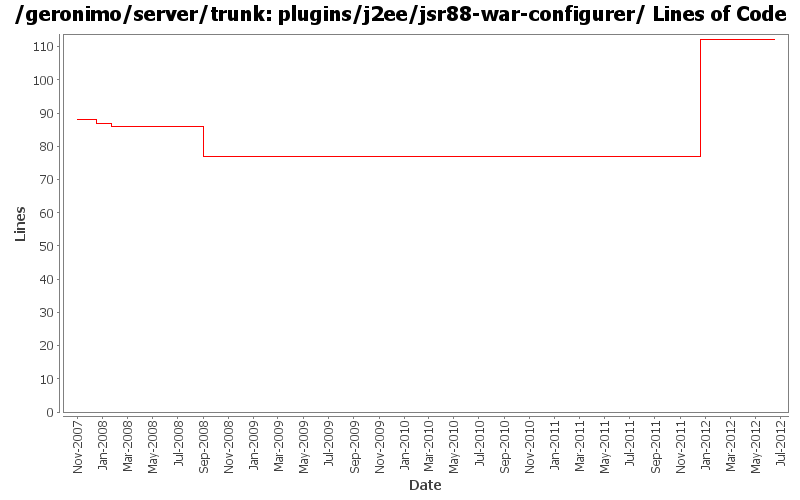 /geronimo/server/trunk: plugins/j2ee/jsr88-war-configurer/ Lines of Code
110
100
90
80
70
60
50
40
30
20
10
0
Lines
Nov-2007
Jan-2008
Mar-2008
May-2008
Jul-2008
Sep-2008
Nov-2008
Jan-2009
Mar-2009
May-2009
Jul-2009
Sep-2009
Nov-2009
Jan-2010
Mar-2010
May-2010
Jul-2010
Sep-2010
Nov-2010
Jan-2011
Mar-2011
May-2011
Jul-2011
Sep-2011
Nov-2011
Jan-2012
Mar-2012
May-2012
Jul-2012
Date